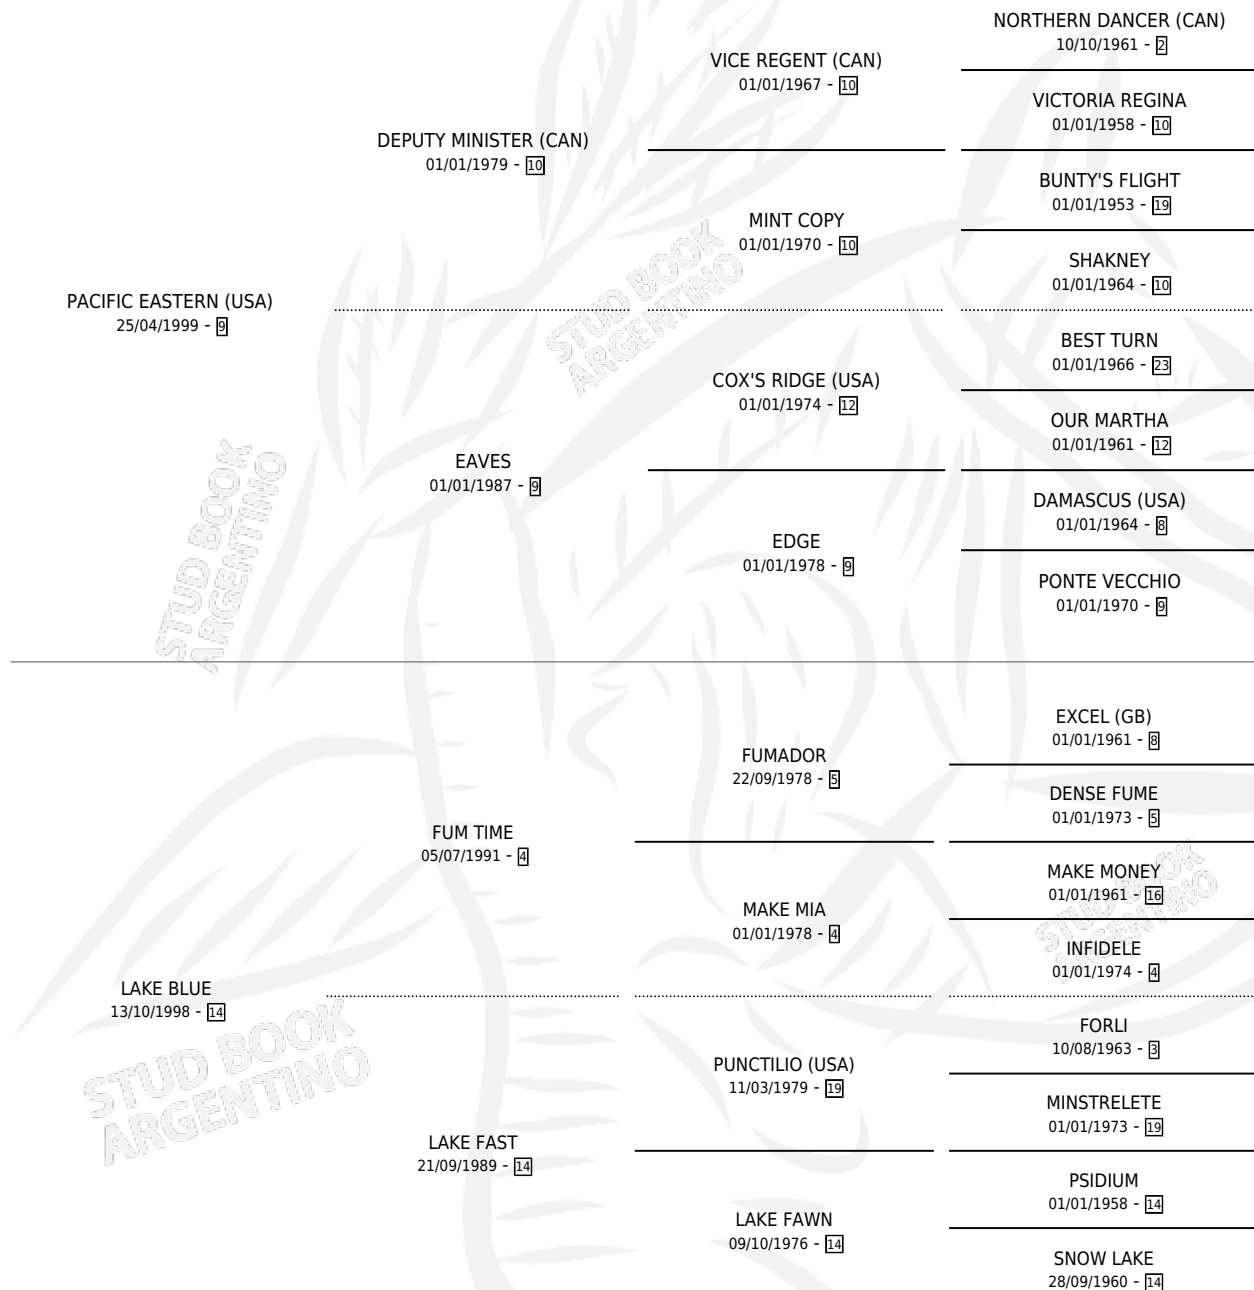 NORTHERN DANCER (CAN)
10/10/1961 - 2
VICE REGENT (CAN)
01/01/1967 - 10
VICTORIA REGINA
01/01/1958 - 10
DEPUTY MINISTER (CAN)
01/01/1979 - 10
BUNTY'S FLIGHT
01/01/1953 - 19
MINT COPY
01/01/1970 - 10
SHAKNEY
01/01/1964 - 10
PACIFIC EASTERN (USA)
25/04/1999 - 9
STUD BOOK
ARGENTINO
BEST TURN
01/01/1966 - 23
COX'S RIDGE (USA)
01/01/1974 - 12
OUR MARTHA
01/01/1961 - 12
EAVES
01/01/1987 - 9
DAMASCUS (USA)
01/01/1964 - 8
EDGE
01/01/1978 - 9
PONTE VECCHIO
01/01/1970 - 9
STUD BOOK
ARGENTINO
EXCEL (GB)
01/01/1961 - 8
FUMADOR
22/09/1978 - 5
DENSE FUME
01/01/1973 - 5
FUM TIME
05/07/1991 - 4
MAKE MONEY
01/01/1961 - 16
STUD BOOK
ARGENTINO
MAKE MIA
01/01/1978 - 4
INFIDELE
01/01/1974 - 4
LAKE BLUE
13/10/1998 - 14
STUD BOOK
ARGENTINO
FORLI
10/08/1963 - 3
PUNCTILIO (USA)
11/03/1979 - 19
MINSTRELETE
01/01/1973 - 19
LAKE FAST
21/09/1989 - 14
PSIDIUM
01/01/1958 - 14
LAKE FAWN
09/10/1976 - 14
SNOW LAKE
28/09/1960 - 14